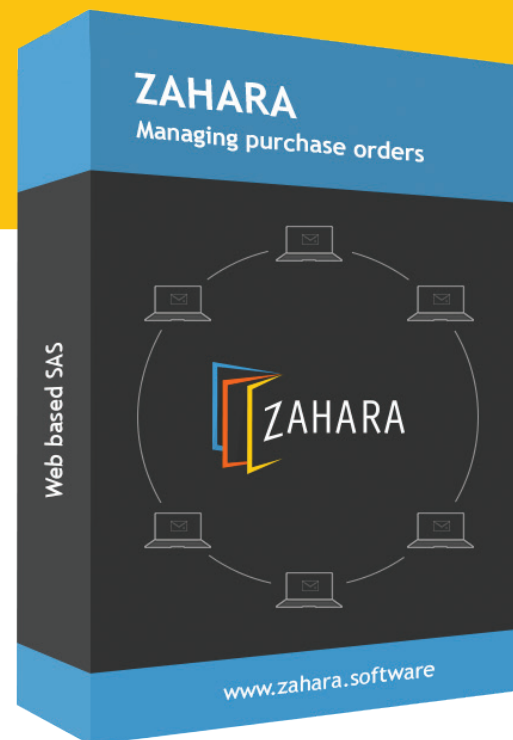 ZAHARA
Managing purchase orders
Web based SAS
ZAHARA
www.zahara.software